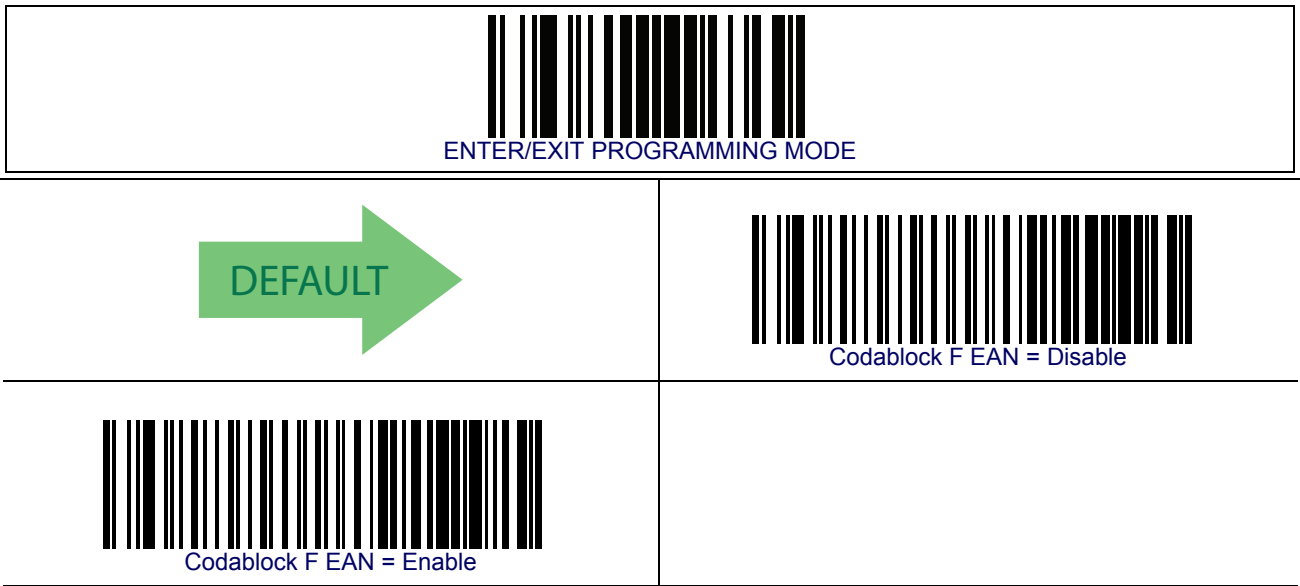 ENTER/EXIT PROGRAMMING MODE
DEFAULT
Codablock F EAN = Disable
Codablock F EAN = Enable